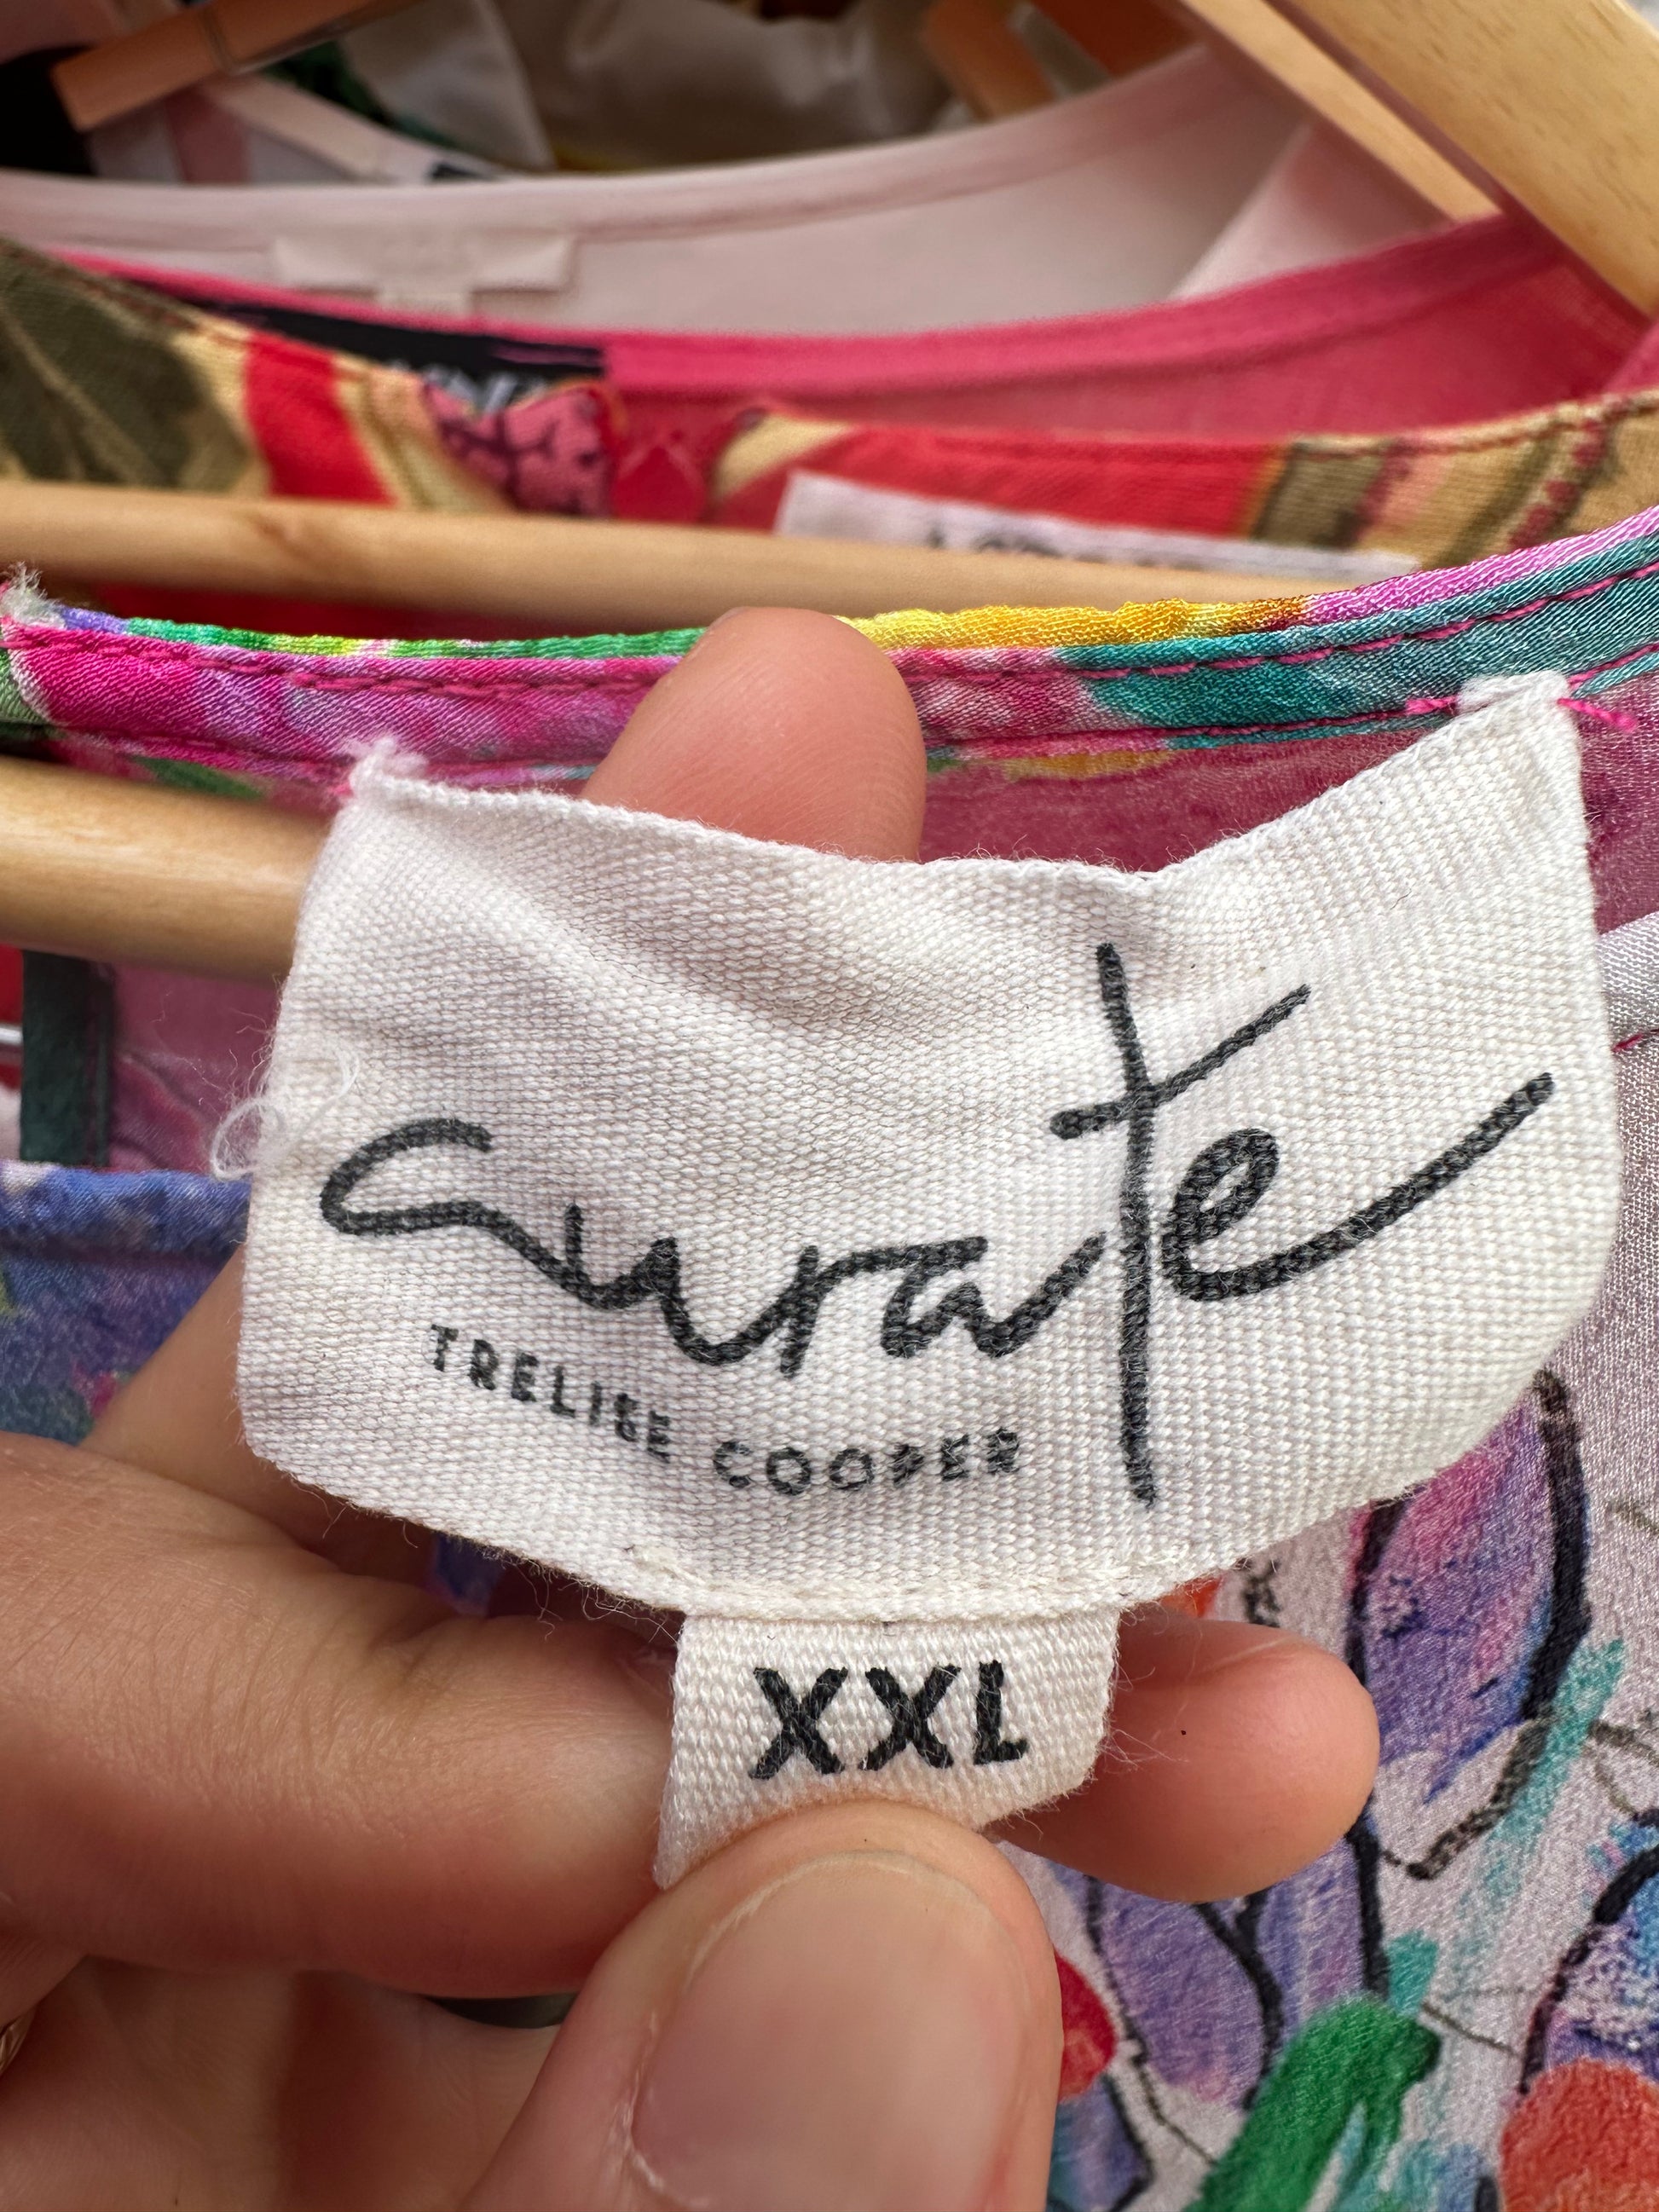 curate
TRELISE COOPER
XXL